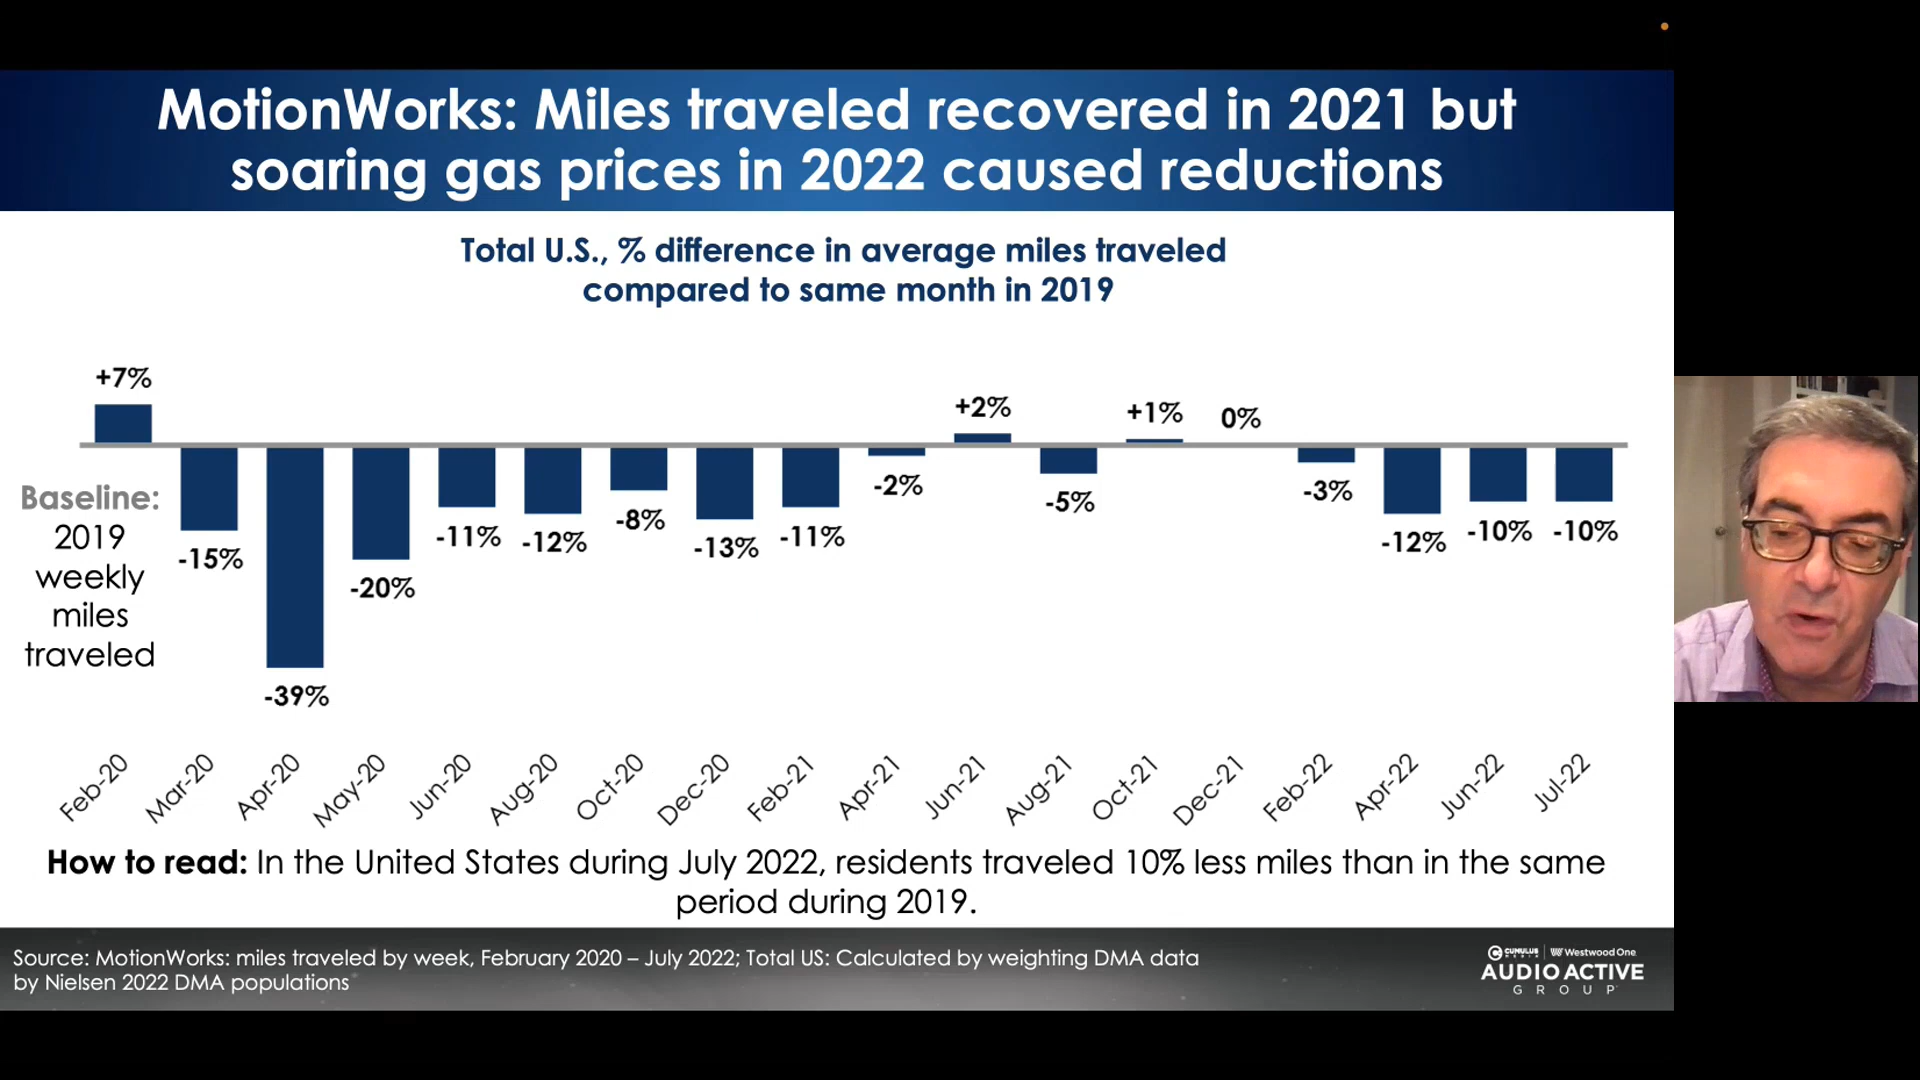 MotionWorks: Miles traveled recovered in 2021 but
soaring gas prices in 2022 caused reductions
Total U.S., % difference in average miles traveled
compared to same month in 2019
+7%
-15%
-39%
-20%
-11%
-12%
-8%
-13%
-11%
-2%
+2%
-5%
+1%
0%
-3%
-12%
-10%
-10%
Baseline:
2019
weekly
miles
traveled
Feb-20
Mar-20
Apr-20
May-20
Jun-20
Aug-20
Oct-20
Dec-20
Feb-21
Apr-21
Jun-21
Aug-21
Oct-21
Dec-21
Feb-22
Apr-22
Jun-22
Jul-22
How to read: In the United States during July 2022, residents traveled 10% less miles than in the same
period during 2019.
Source: MotionWorks: miles traveled by week, February 2020 – July 2022; Total US: Calculated by weighting DMA data
by Nielsen 2022 DMA populations
CUMULUS MEDIA | Westwood One
AUDIO ACTIVE
GROUP